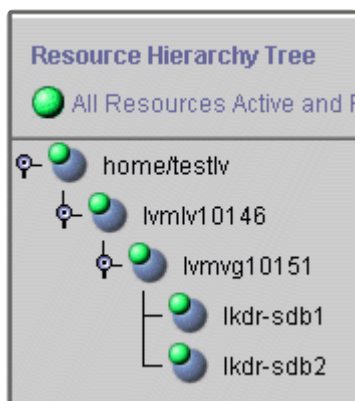 Resource Hierarchy Tree
All Resources Active and
home/testlv
lvmlv10146
lvmvg10151
lkdr-sdb1
lkdr-sdb2